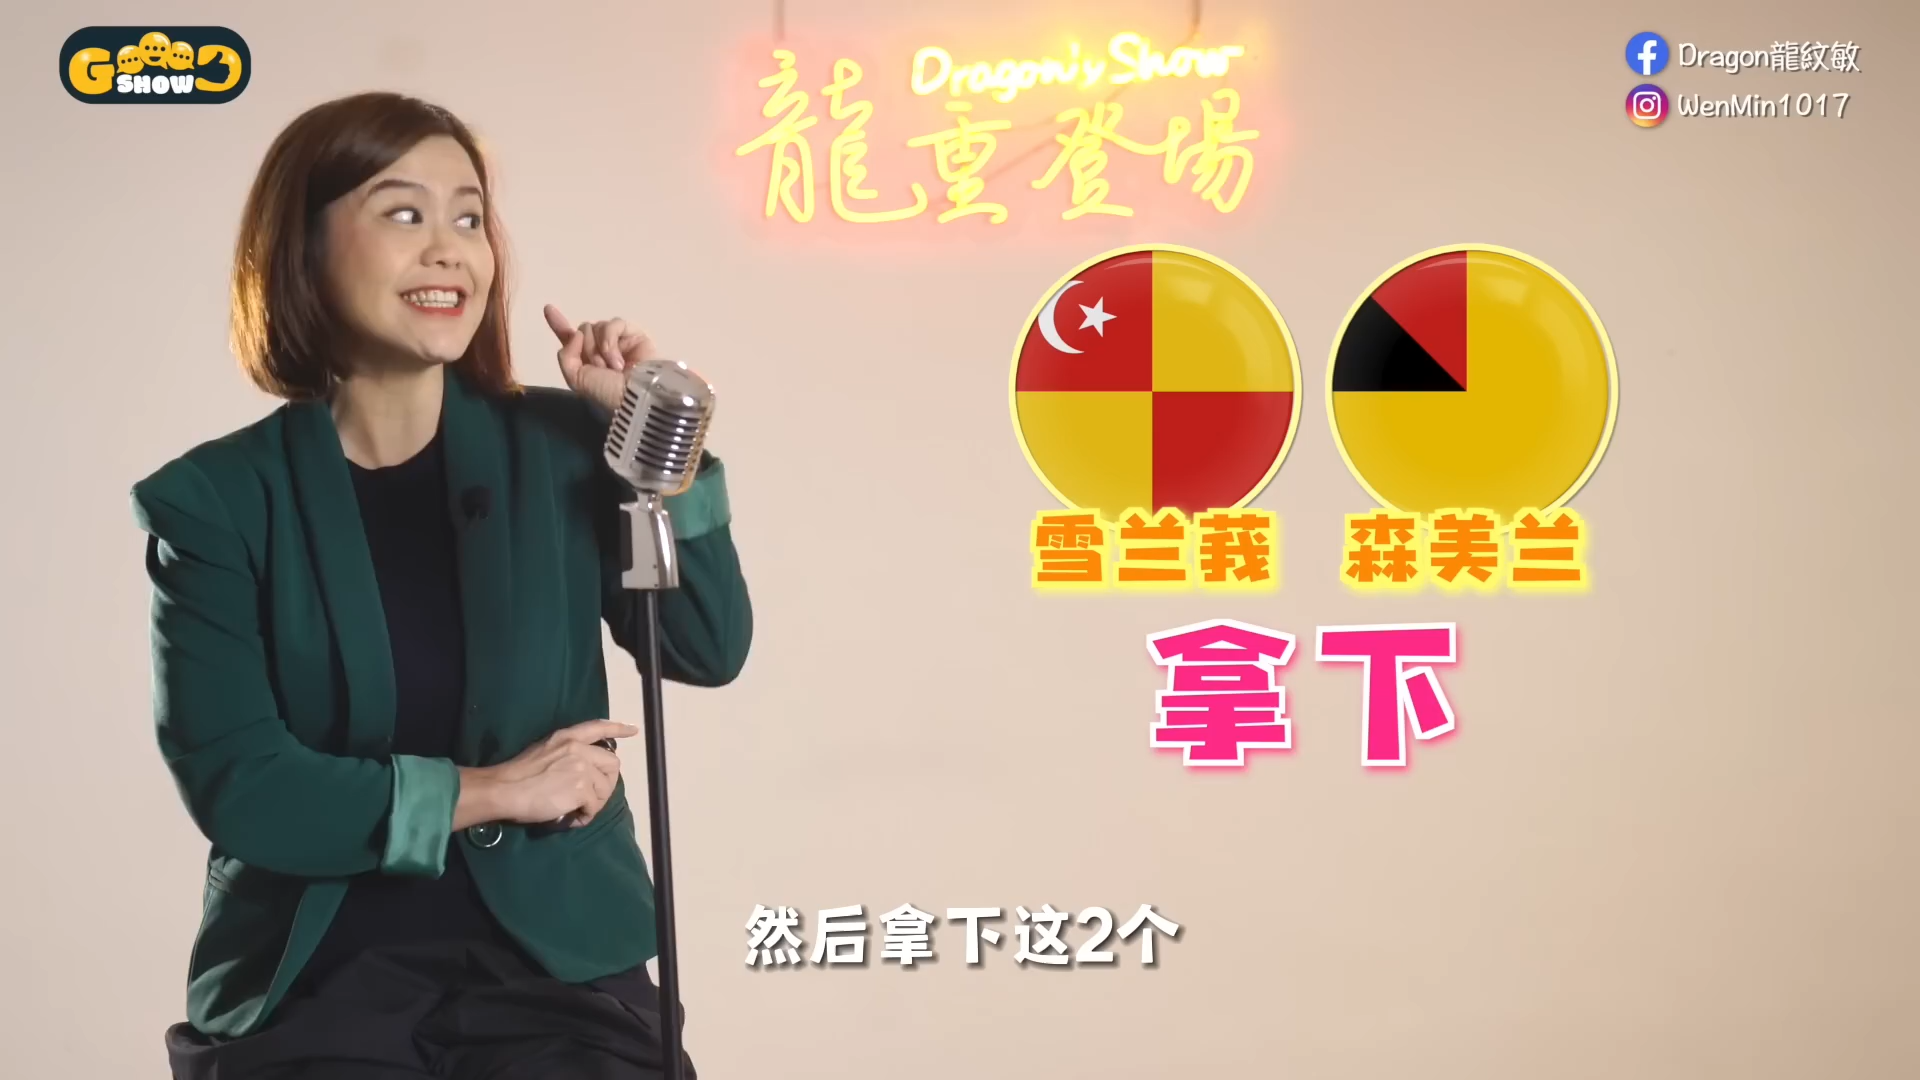 GOOD
SHOW
Dragon's Show
龍重登場
Dragon龍紋敏
WenMin1017
雪兰莪 森美兰
拿下
然后拿下这2个